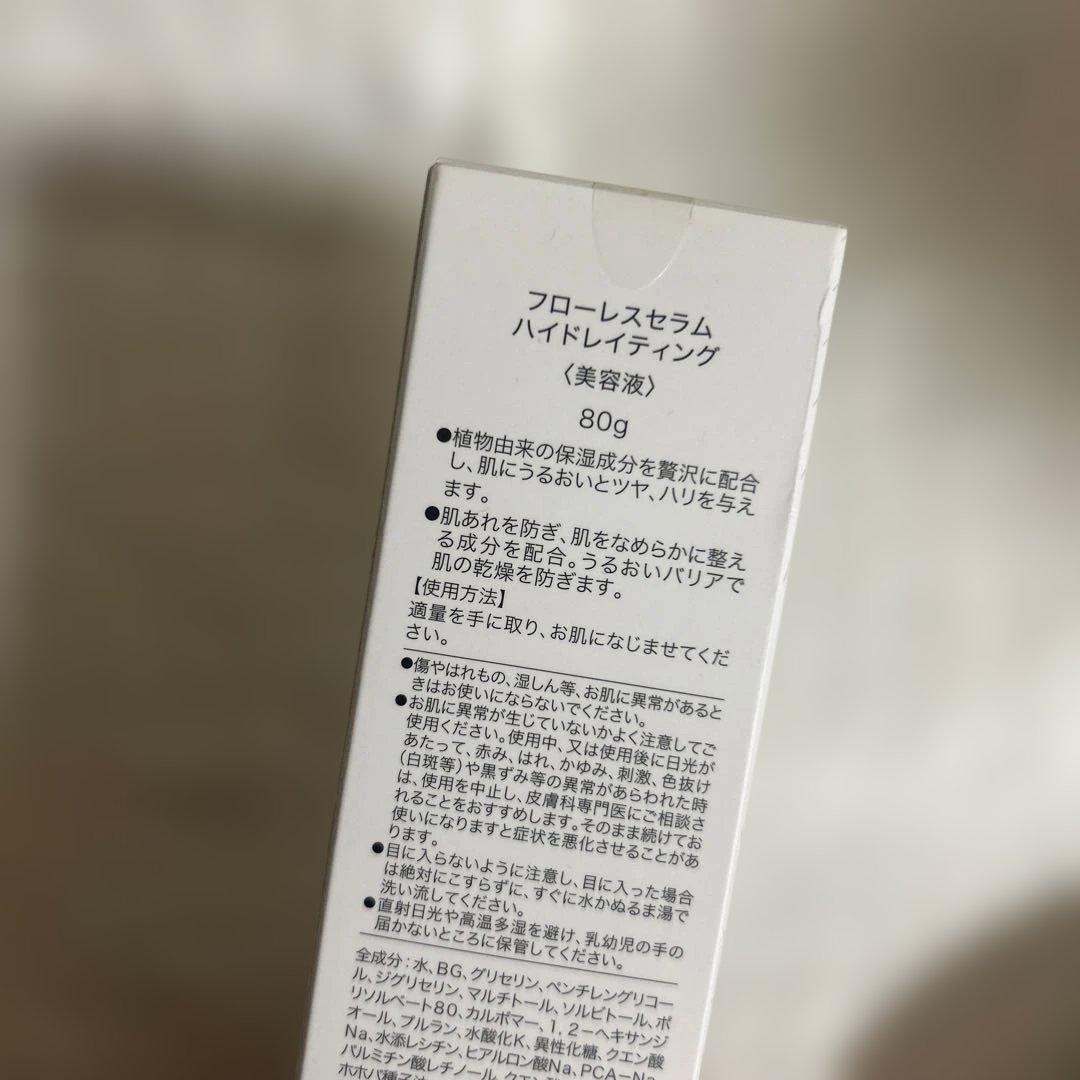 フローレスセラム
ハイドレイティング
〈美容液〉
80g
●植物由来の保湿成分を贅沢に配合
し、肌にうるおいとツヤ、ハリを与え
ます。
●肌あれを防ぎ、肌をなめらかに整え
る成分を配合。うるおいバリアで
肌の乾燥を防ぎます。
【使用方法】
適量を手に取り、お肌になじませてくだ
さい。
●傷やはれもの、湿しん等、お肌に異常があると
きはお使いにならないでください。
●お肌に異常が生じていないかよく注意してご
使用ください。使用中、又は使用後に日光が
あたって、赤み、はれ、かゆみ、刺激、色抜け
(白斑等)や黒ずみ等の異常があらわれた時
は、使用を中止し、皮膚科専門医にご相談さ
れることをおすすめします。そのまま続けてお
使いになりますと症状を悪化させることがあ
ります。
●目に入らないように注意し、目に入った場合
は絶対にこすらずに、すぐに水かぬるま湯で
洗い流してください。
●直射日光や高温多湿を避け、乳幼児の手の
届かないところに保管してください。
全成分：水、BG、グリセリン、ペンチレングリコー
ル、ジグリセリン、マルチトール、ソルビトール、ポ
リソルベート80、カルボマー、1，2－ヘキサンジ
オール、プルラン、水酸化K、異性化糖、クエン酸
Na、水添レシチン、ヒアルロン酸Na、PCA－Na、
パルミチン酸レチノール、クエン
ホホバ種子油